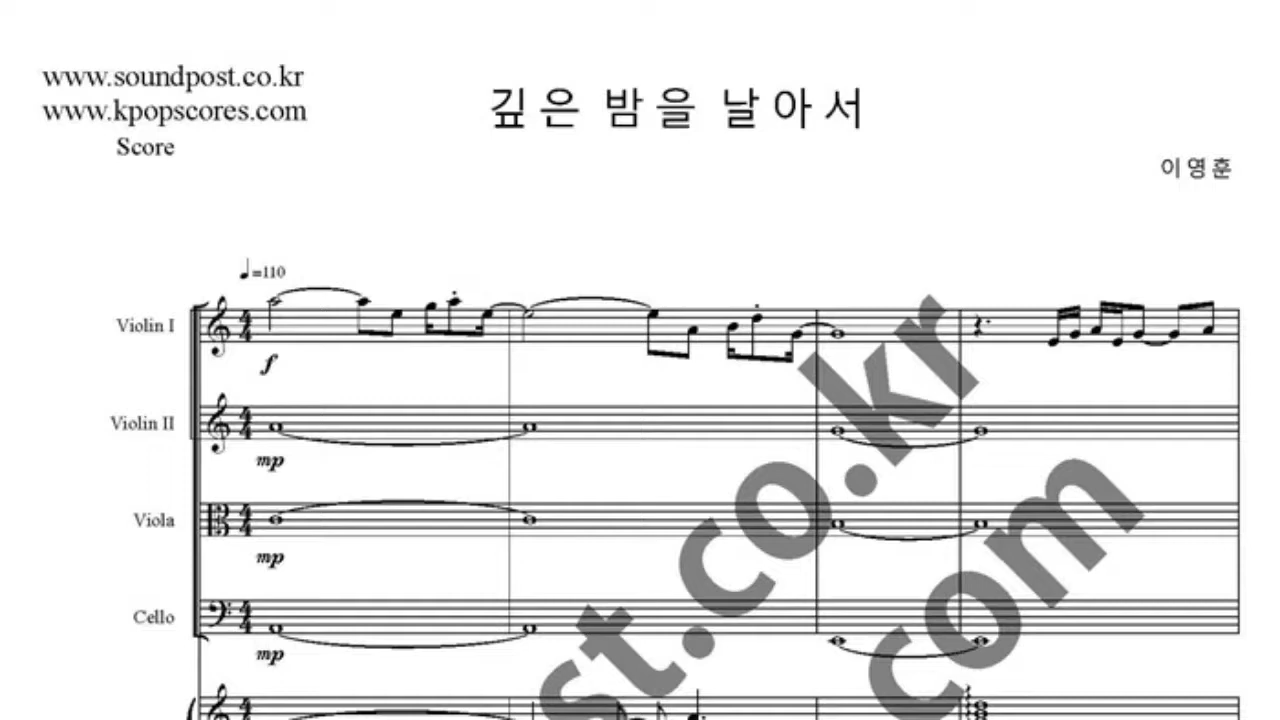 www.soundpost.co.kr
www.kpopscores.com
Score
깊은 밤을 날아서
이영훈
♩=110
Violin I
f
Violin II
mp
Viola
mp
Cello
mp
st.co.kr
com